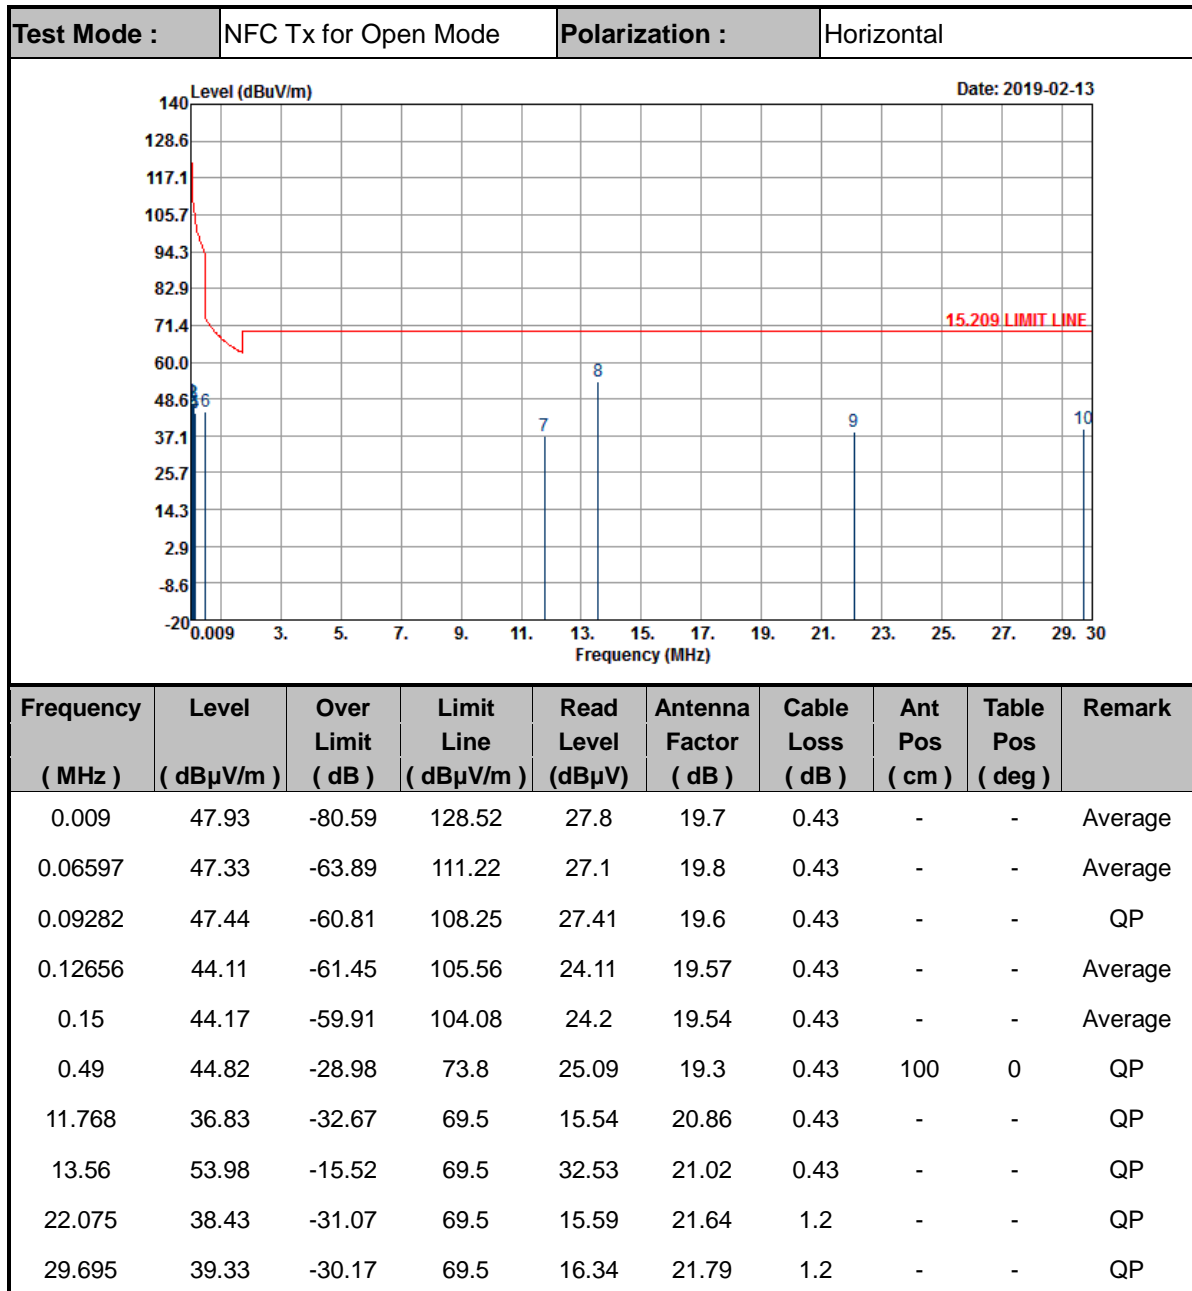 Test Mode : NFC Tx for Open Mode Polarization : Horizontal
Level (dBuV/m) Date: 2019-02-13
140
128.6
117.1
105.7
94.3
82.9
71.4
15.209 LIMIT LINE
60.0
8
48.6
6
37.1
7
9
10
25.7
14.3
2.9
-8.6
-20
0.009 3. 5. 7. 9. 11. 13. 15. 17. 19. 21. 23. 25. 27. 29. 30
Frequency (MHz)
Frequency Level Over Limit Read Antenna Cable Ant Table Remark
Limit Line Level Factor Loss Pos Pos
( MHz ) ( dBµV/m ) ( dB ) ( dBµV/m ) (dBµV) ( dB ) ( dB ) ( cm ) ( deg )
0.009 47.93 -80.59 128.52 27.8 19.7 0.43 - - Average
0.06597 47.33 -63.89 111.22 27.1 19.8 0.43 - - Average
0.09282 47.44 -60.81 108.25 27.41 19.6 0.43 - - QP
0.12656 44.11 -61.45 105.56 24.11 19.57 0.43 - - Average
0.15 44.17 -59.91 104.08 24.2 19.54 0.43 - - Average
0.49 44.82 -28.98 73.8 25.09 19.3 0.43 100 0 QP
11.768 36.83 -32.67 69.5 15.54 20.86 0.43 - - QP
13.56 53.98 -15.52 69.5 32.53 21.02 0.43 - - QP
22.075 38.43 -31.07 69.5 15.59 21.64 1.2 - - QP
29.695 39.33 -30.17 69.5 16.34 21.79 1.2 - - QP